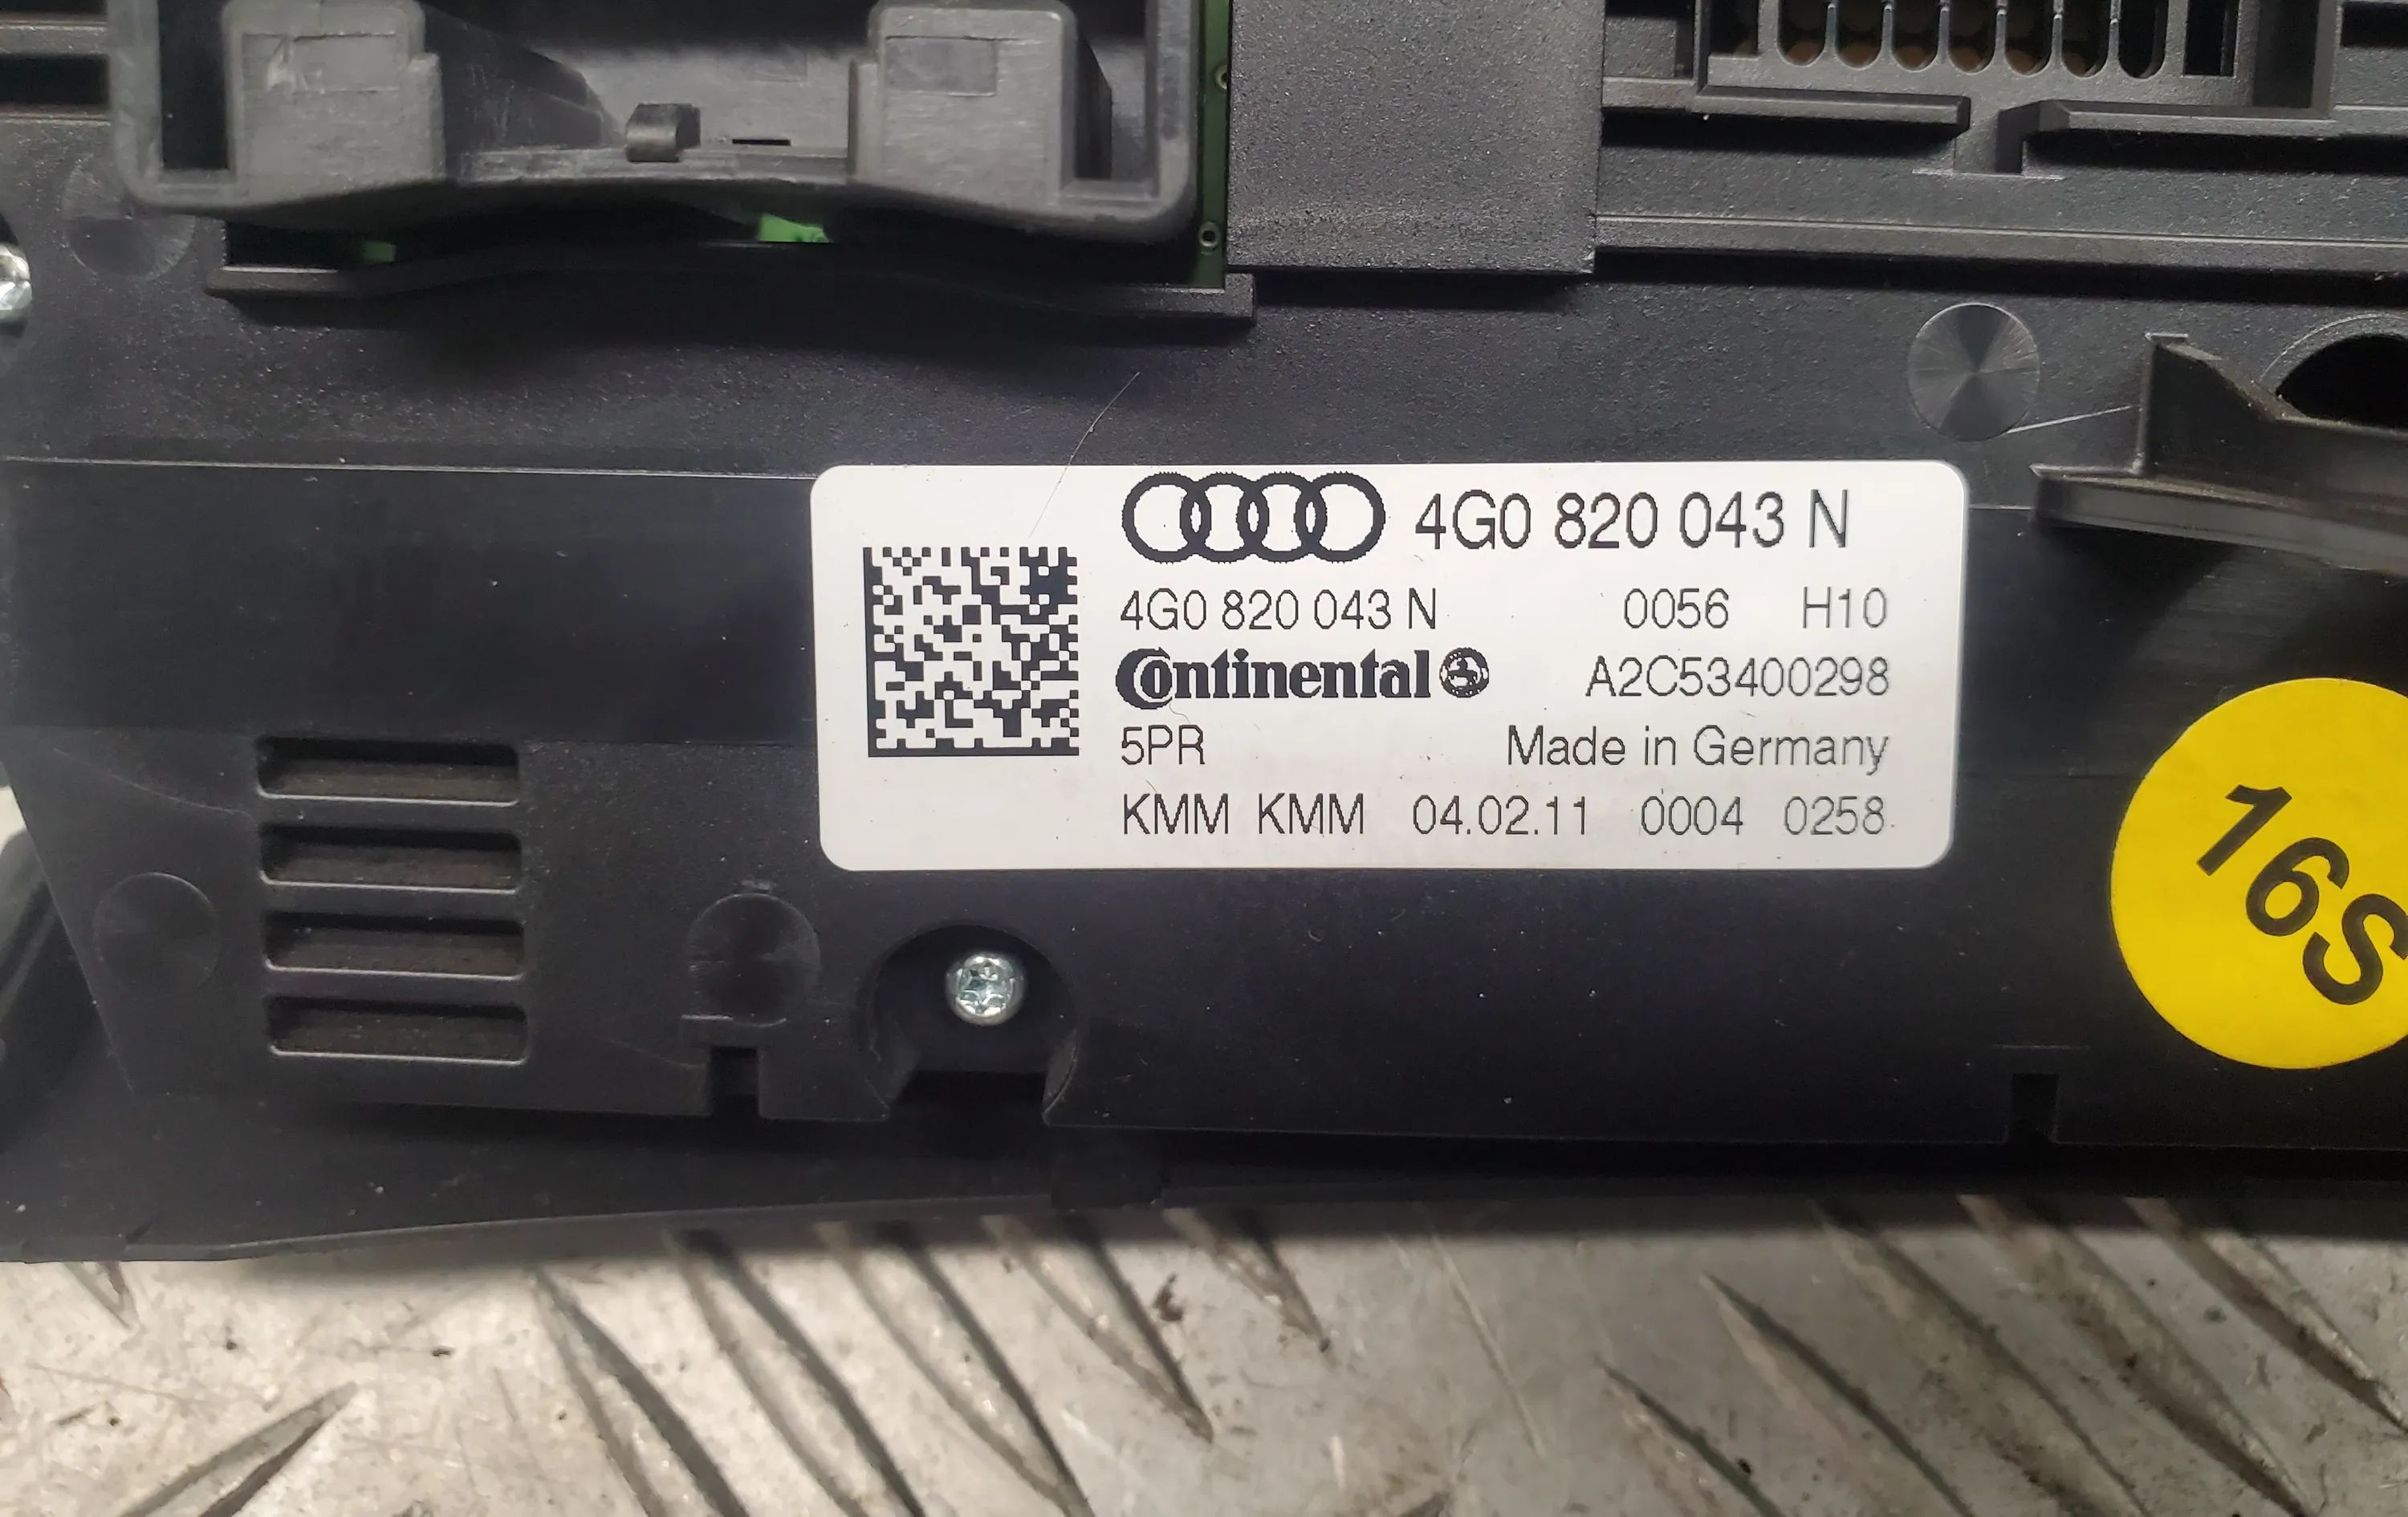 4G0 820 043 N
4G0 820 043 N 0056 H10
Continental A2C53400298
5PR Made in Germany
KMM KMM 04.02.11 0004 0258
16S